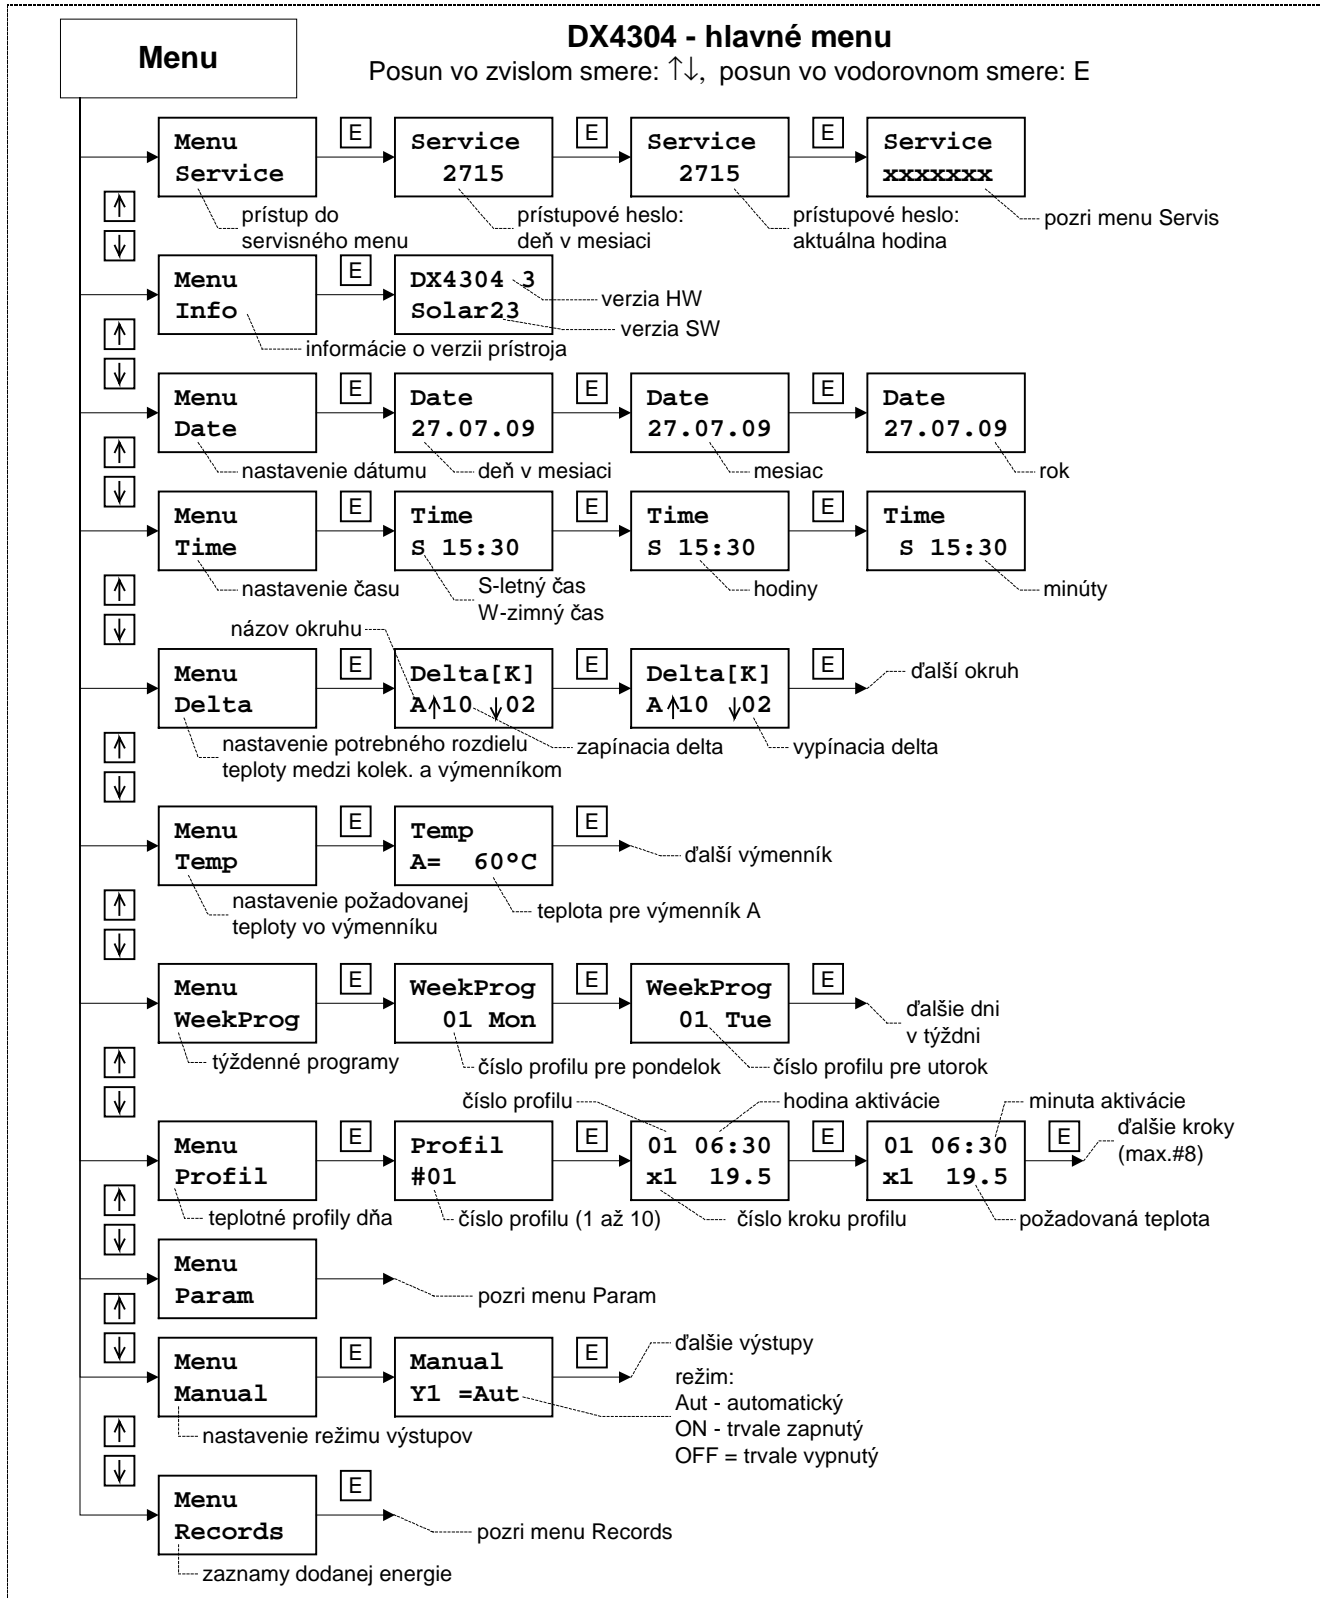 Menu
DX4304 - hlavné menu
Posun vo zvislom smere: ↑↓, posun vo vodorovnom smere: E
Menu
Service
E
Service
2715
E
Service
2715
E
Service
xxxxxxx
prístup do
servisného menu
prístupové heslo:
deň v mesiaci
prístupové heslo:
aktuálna hodina
pozri menu Servis
↑
↓
Menu
Info
E
DX4304 3
Solar23
verzia HW
verzia SW
informácie o verzii prístroja
↑
↓
Menu
Date
E
Date
27.07.09
E
Date
27.07.09
E
Date
27.07.09
nastavenie dátumu
deň v mesiaci
mesiac
rok
↑
↓
Menu
Time
E
Time
S 15:30
E
Time
S 15:30
E
Time
S 15:30
nastavenie času
S-letný čas
W-zimný čas
hodiny
minúty
↑
↓
názov okruhu
Menu
Delta
E
Delta[K]
A↑10 ↓02
E
Delta[K]
A↑10 ↓02
E
ďalší okruh
nastavenie potrebného rozdielu
teploty medzi kolek. a výmenníkom
zapínacia delta
vypínacia delta
↑
↓
Menu
Temp
E
Temp
A= 60°C
E
ďalší výmenník
nastavenie požadovanej
teploty vo výmenníku
teplota pre výmenník A
↑
↓
Menu
WeekProg
E
WeekProg
01 Mon
E
WeekProg
01 Tue
E
ďalšie dni
v týždni
týždenné programy
číslo profilu pre pondelok
číslo profilu pre utorok
↑
↓
číslo profilu
hodina aktivácie
minuta aktivácie
Menu
Profil
E
Profil
#01
E
01 06:30
x1 19.5
E
01 06:30
x1 19.5
E
ďalšie kroky
(max.#8)
teplotné profily dňa
číslo profilu (1 až 10)
číslo kroku profilu
požadovaná teplota
↑
↓
Menu
Param
pozri menu Param
↑
↓
Menu
Manual
E
Manual
Y1 =Aut
E
ďalšie výstupy
režim:
Aut - automatický
ON - trvale zapnutý
OFF = trvale vypnutý
nastavenie režimu výstupov
↑
↓
Menu
Records
E
pozri menu Records
zaznamy dodanej energie